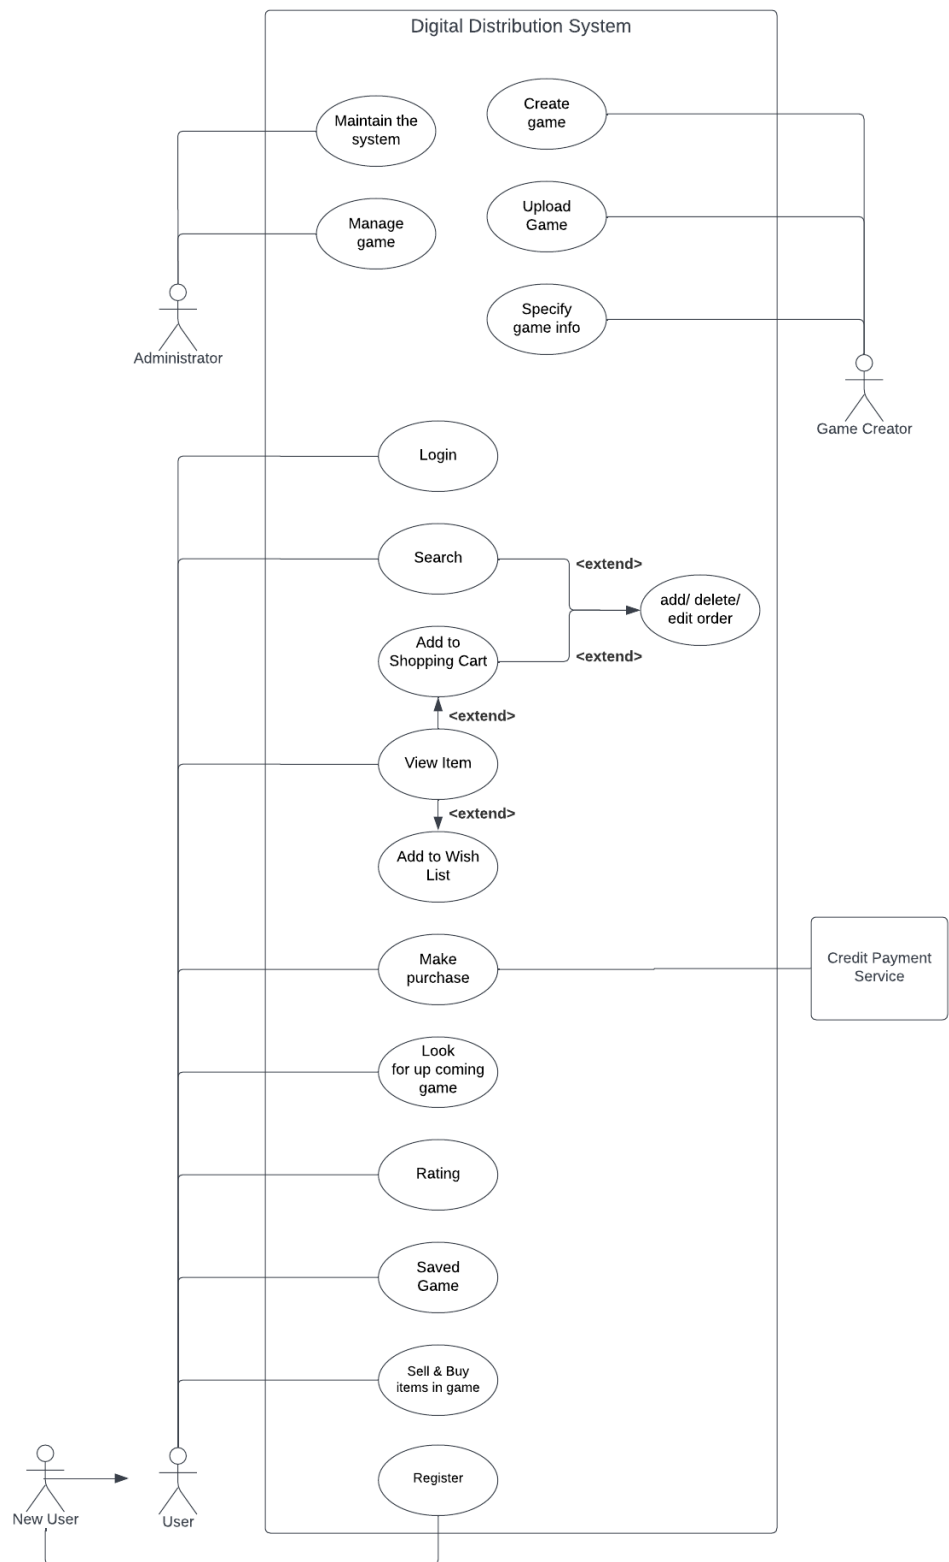 Digital Distribution System
Maintain the
system
Create
game
Manage
game
Upload
Game
Specify
game info
Administrator
Game Creator
Login
Search
<extend>
add/ delete/
edit order
Add to
Shopping Cart
<extend>
<extend>
View Item
<extend>
Add to Wish
List
Make
purchase
Credit Payment
Service
Look
for up coming
game
Rating
Saved
Game
Sell & Buy
items in game
Register
New User
User